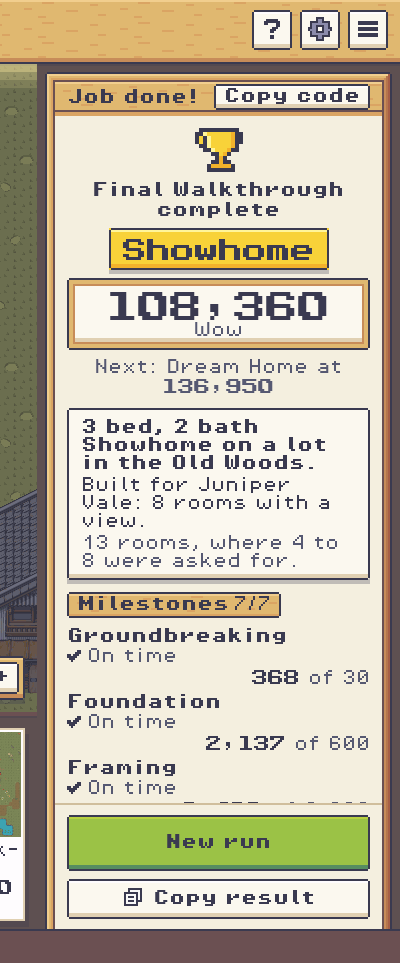 ?
Job done!
Copy code
Final Walkthrough
complete
Showhome
108,360
Wow
Next: Dream Home at
136,950
3 bed, 2 bath
Showhome on a lot
in the Old Woods.
Built for Juniper
Vale: 8 rooms with a
view.
13 rooms, where 4 to
8 were asked for.
Milestones 7/7
Groundbreaking
On time
368 of 30
Foundation
On time
2,137 of 600
Framing
On time
New run
Copy result